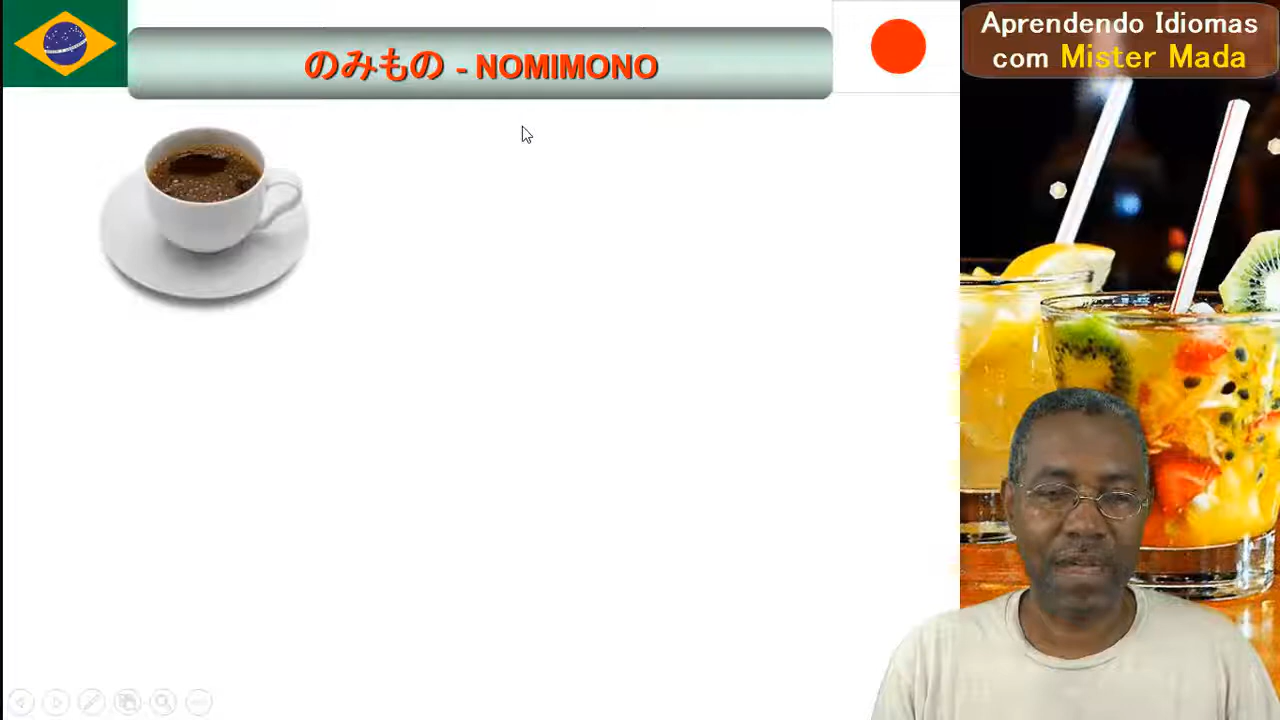 のみもの - NOMIMONO
Aprendendo Idiomas
com Mister Mada